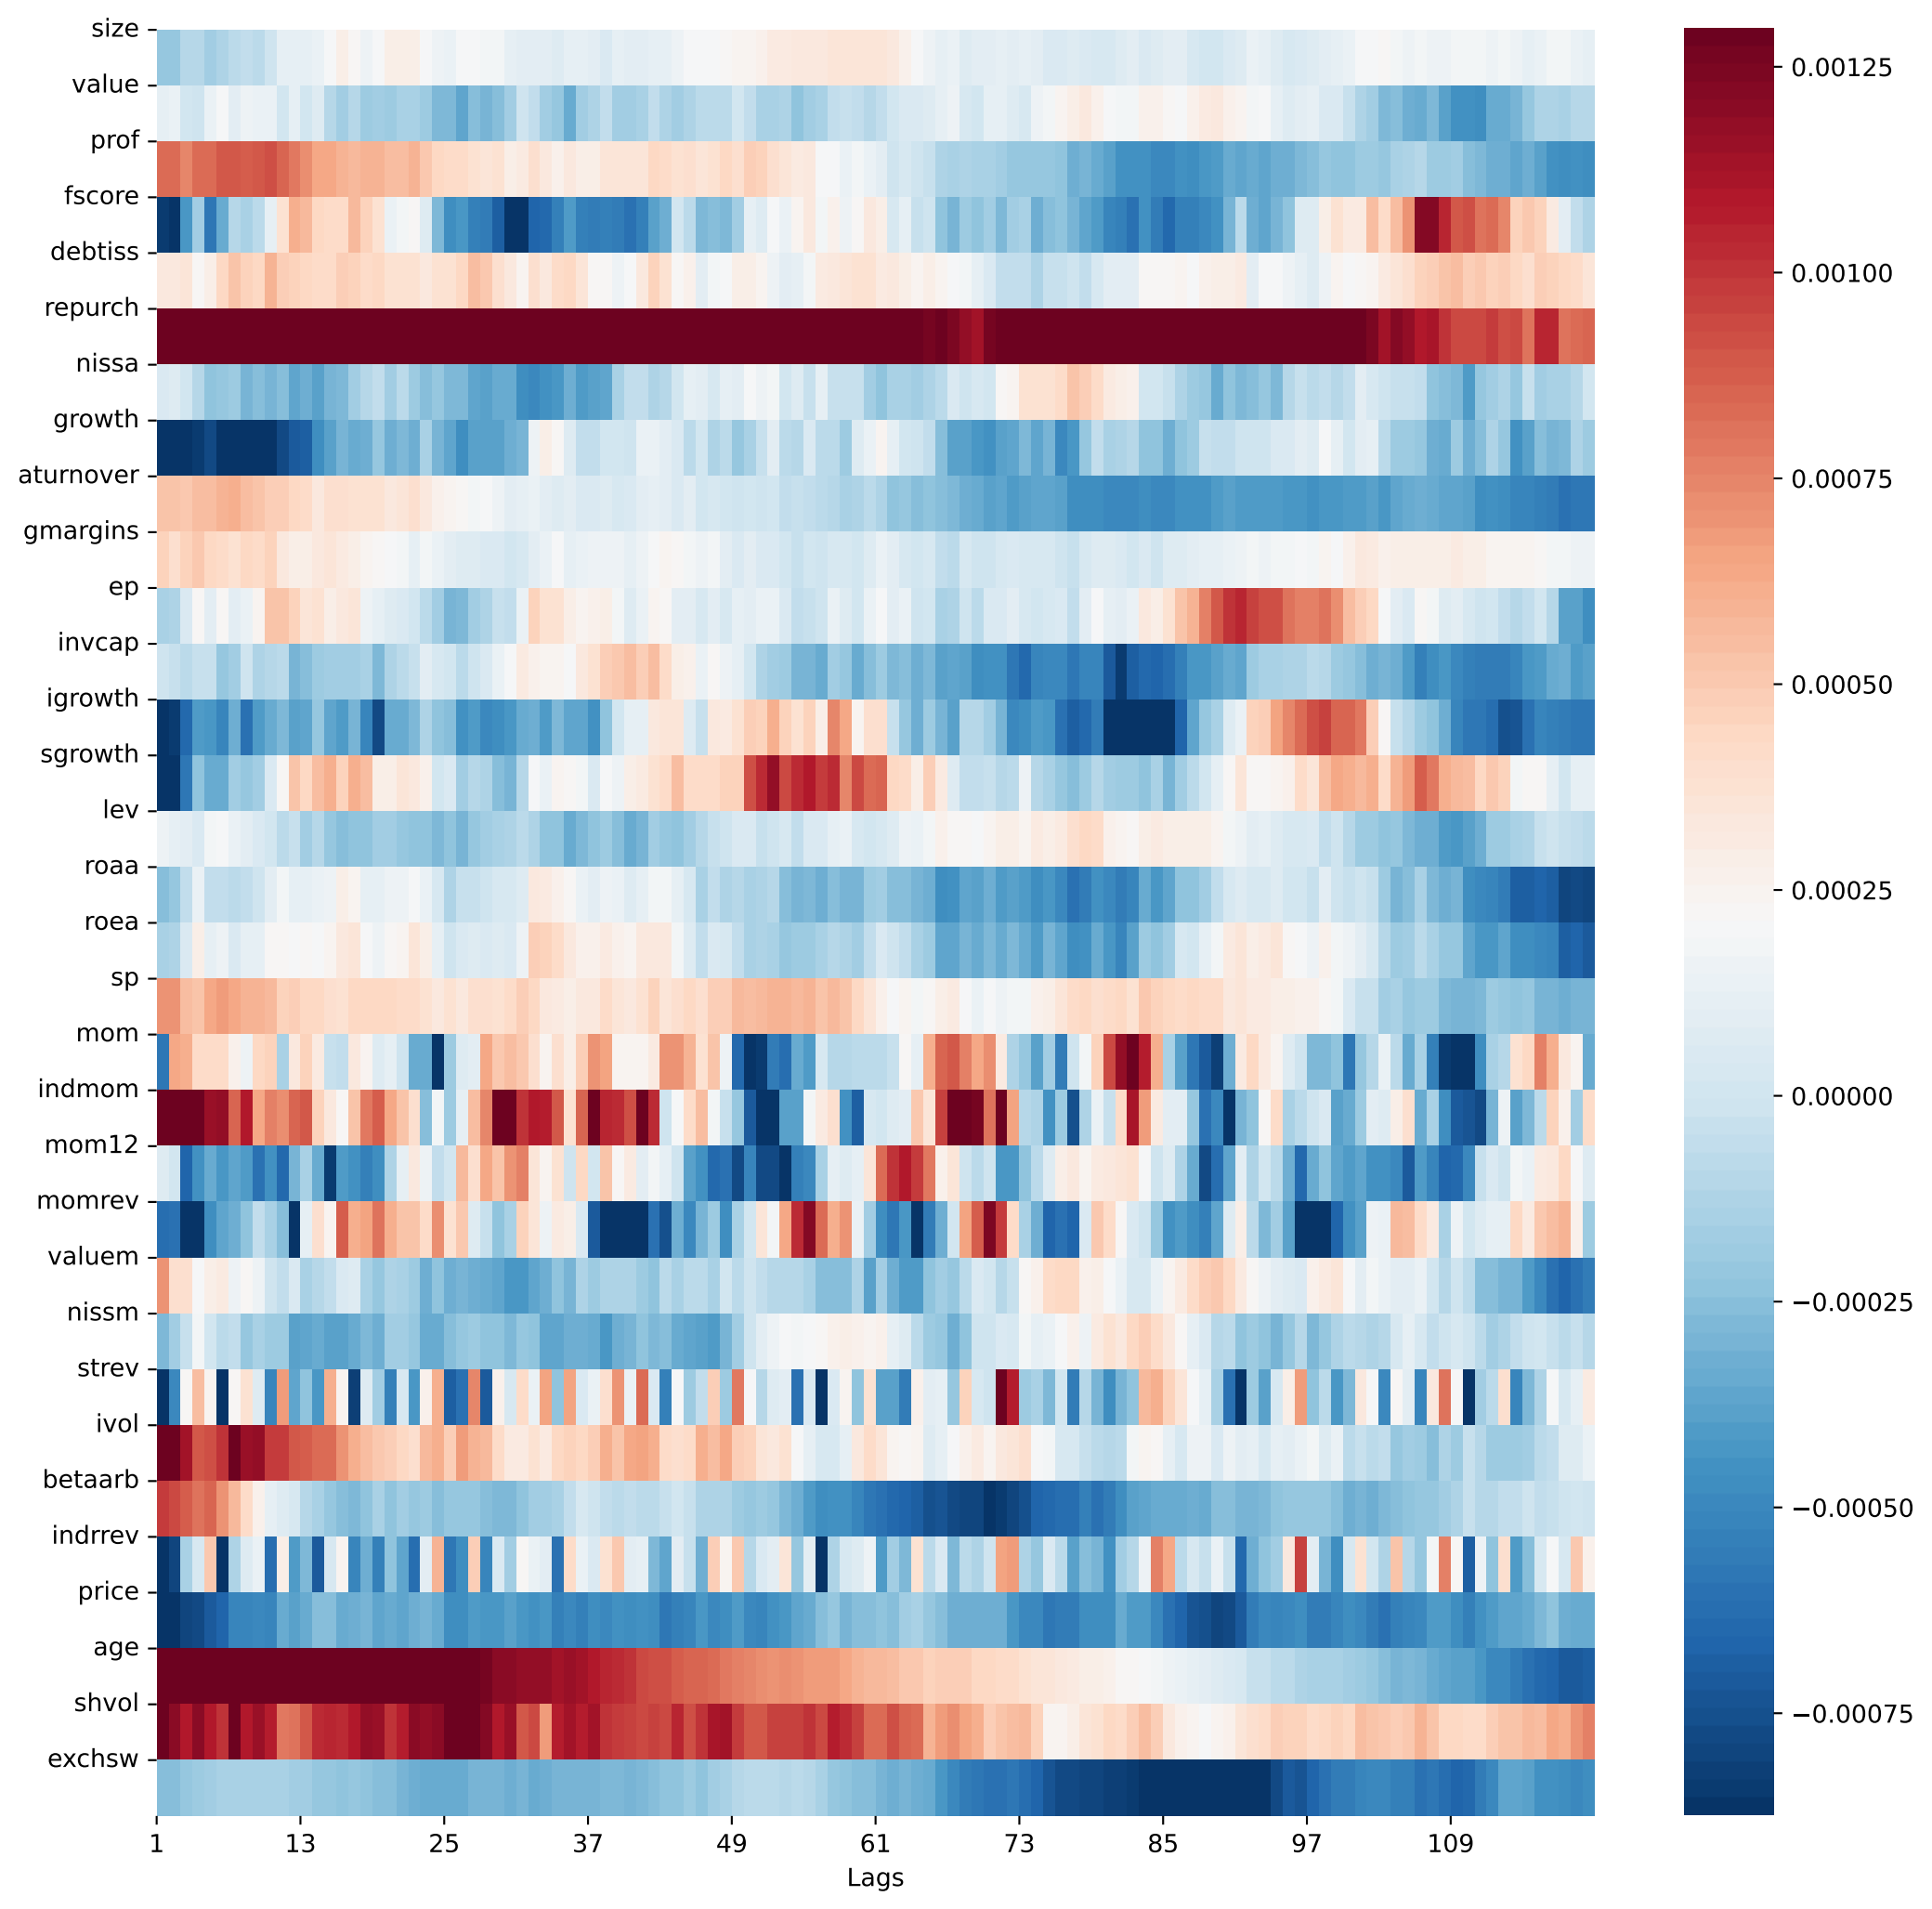 size
value
prof
fscore
debtiss
repurch
nissa
growth
aturnover
gmargins
ep
invcap
igrowth
sgrowth
lev
roaa
roea
sp
mom
indmom
mom12
momrev
valuem
nissm
strev
ivol
betaarb
indrrev
price
age
shvol
exchsw
1 13 25 37 49 61 73 85 97 109
Lags
0.00125
0.00100
0.00075
0.00050
0.00025
0.00000
−0.00025
−0.00050
−0.00075